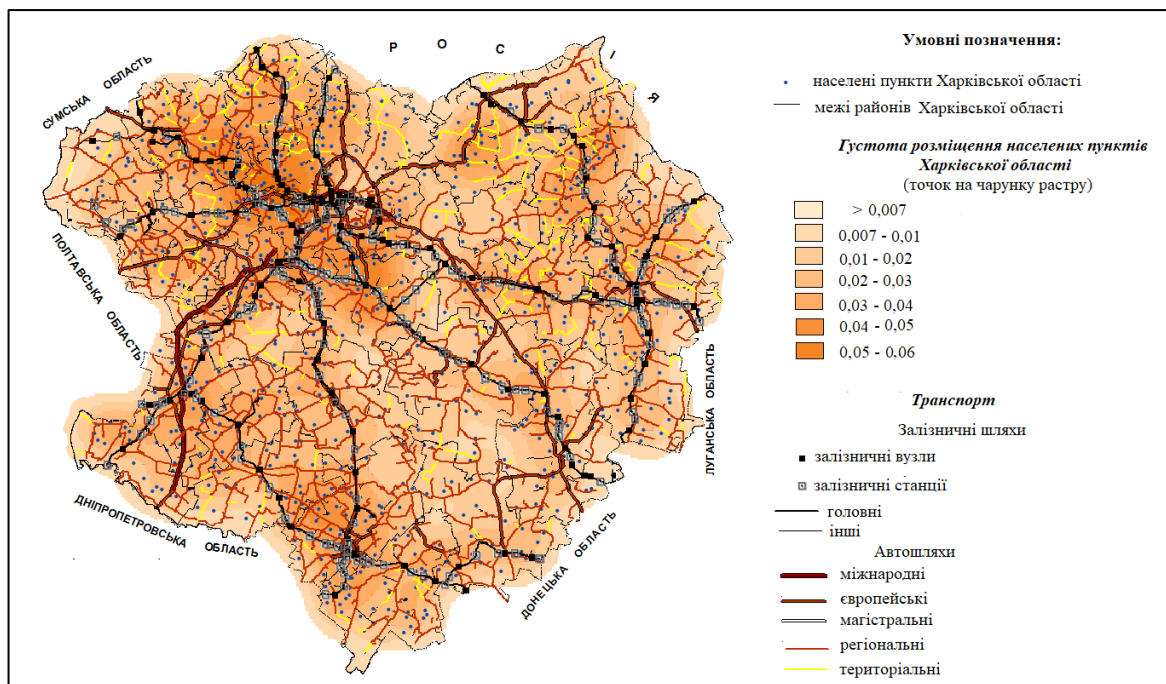 Р О С І Я
СУМСЬКА ОБЛАСТЬ
ПОЛТАВСЬКА ОБЛАСТЬ
ДНІПРОПЕТРОВСЬКА ОБЛАСТЬ
ДОНЕЦЬКА ОБЛАСТЬ
ЛУГАНСЬКА ОБЛАСТЬ
Умовні позначення:
населені пункти Харківської області
межі районів Харківської області
Густота розміщення населених пунктів
Харківської області
(точок на чарунку растру)
> 0,007
0,007 - 0,01
0,01 - 0,02
0,02 - 0,03
0,03 - 0,04
0,04 - 0,05
0,05 - 0,06
Транспорт
Залізничні шляхи
залізничні вузли
залізничні станції
головні
інші
Автошляхи
міжнародні
європейські
магістральні
регіональні
територіальні